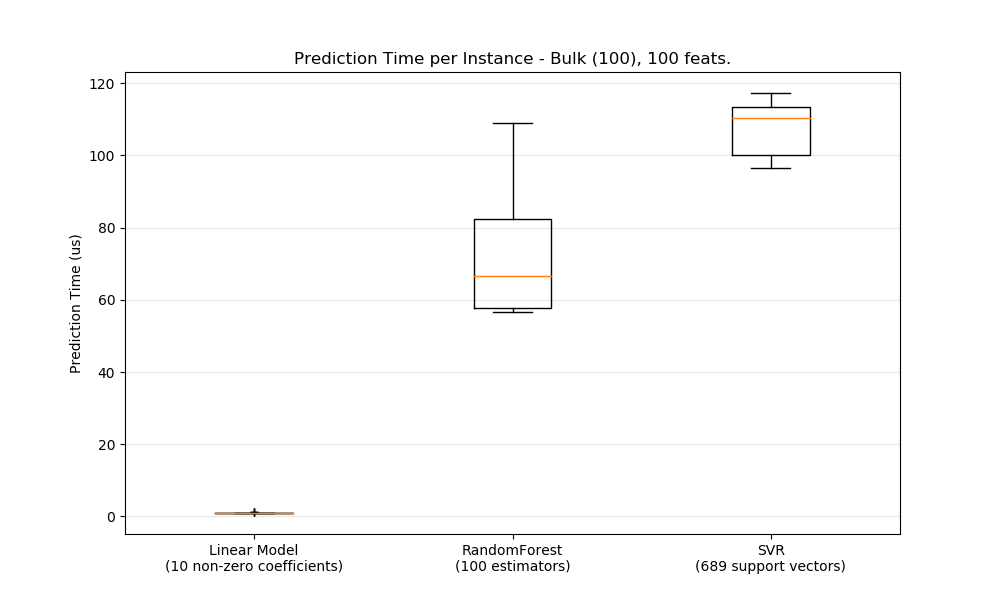 Prediction Time per Instance - Bulk (100), 100 feats.
Prediction Time (us)
120
100
80
60
40
20
0
Linear Model
(10 non-zero coefficients)
RandomForest
(100 estimators)
SVR
(689 support vectors)